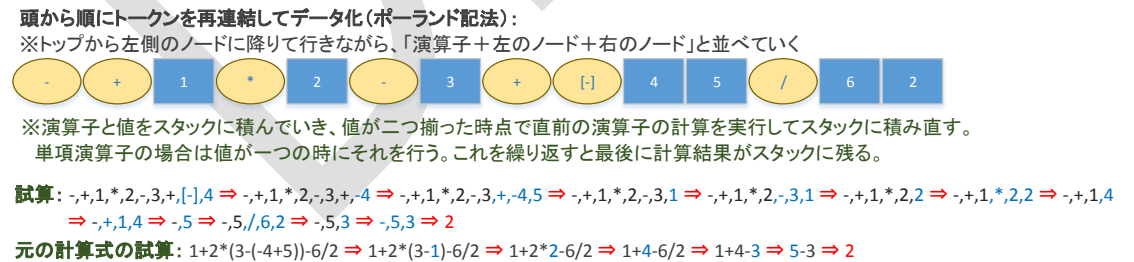 頭から順にトークンを再連結してデータ化(ポーランド記法):
※トップから左側のノードに降りて行きながら、「演算子+左のノード+右のノード」と並べていく
- + 1 * 2 - 3 + [-] 4 5 / 6 2
※演算子と値をスタックに積んでいき、値が二つ揃った時点で直前の演算子の計算を実行してスタックに積み直す。
単項演算子の場合は値が一つの時にそれを行う。これを繰り返すと最後に計算結果がスタックに残る。
試算: -,+,1,*,2,-,3,+,[-],4 ⇒ -,+,1,*,2,-,3,+,-4 ⇒ -,+,1,*,2,-,3,+,-4,5 ⇒ -,+,1,*,2,-,3,1 ⇒ -,+,1,*,2,-,3,1 ⇒ -,+,1,*,2,2 ⇒ -,+,1,*,2,2 ⇒ -,+,1,4
⇒ -,+,1,4 ⇒ -,5 ⇒ -,5,/,6,2 ⇒ -,5,3 ⇒ -,5,3 ⇒ 2
元の計算式の試算: 1+2*(3-(-4+5))-6/2 ⇒ 1+2*(3-1)-6/2 ⇒ 1+2*2-6/2 ⇒ 1+4-6/2 ⇒ 1+4-3 ⇒ 5-3 ⇒ 2